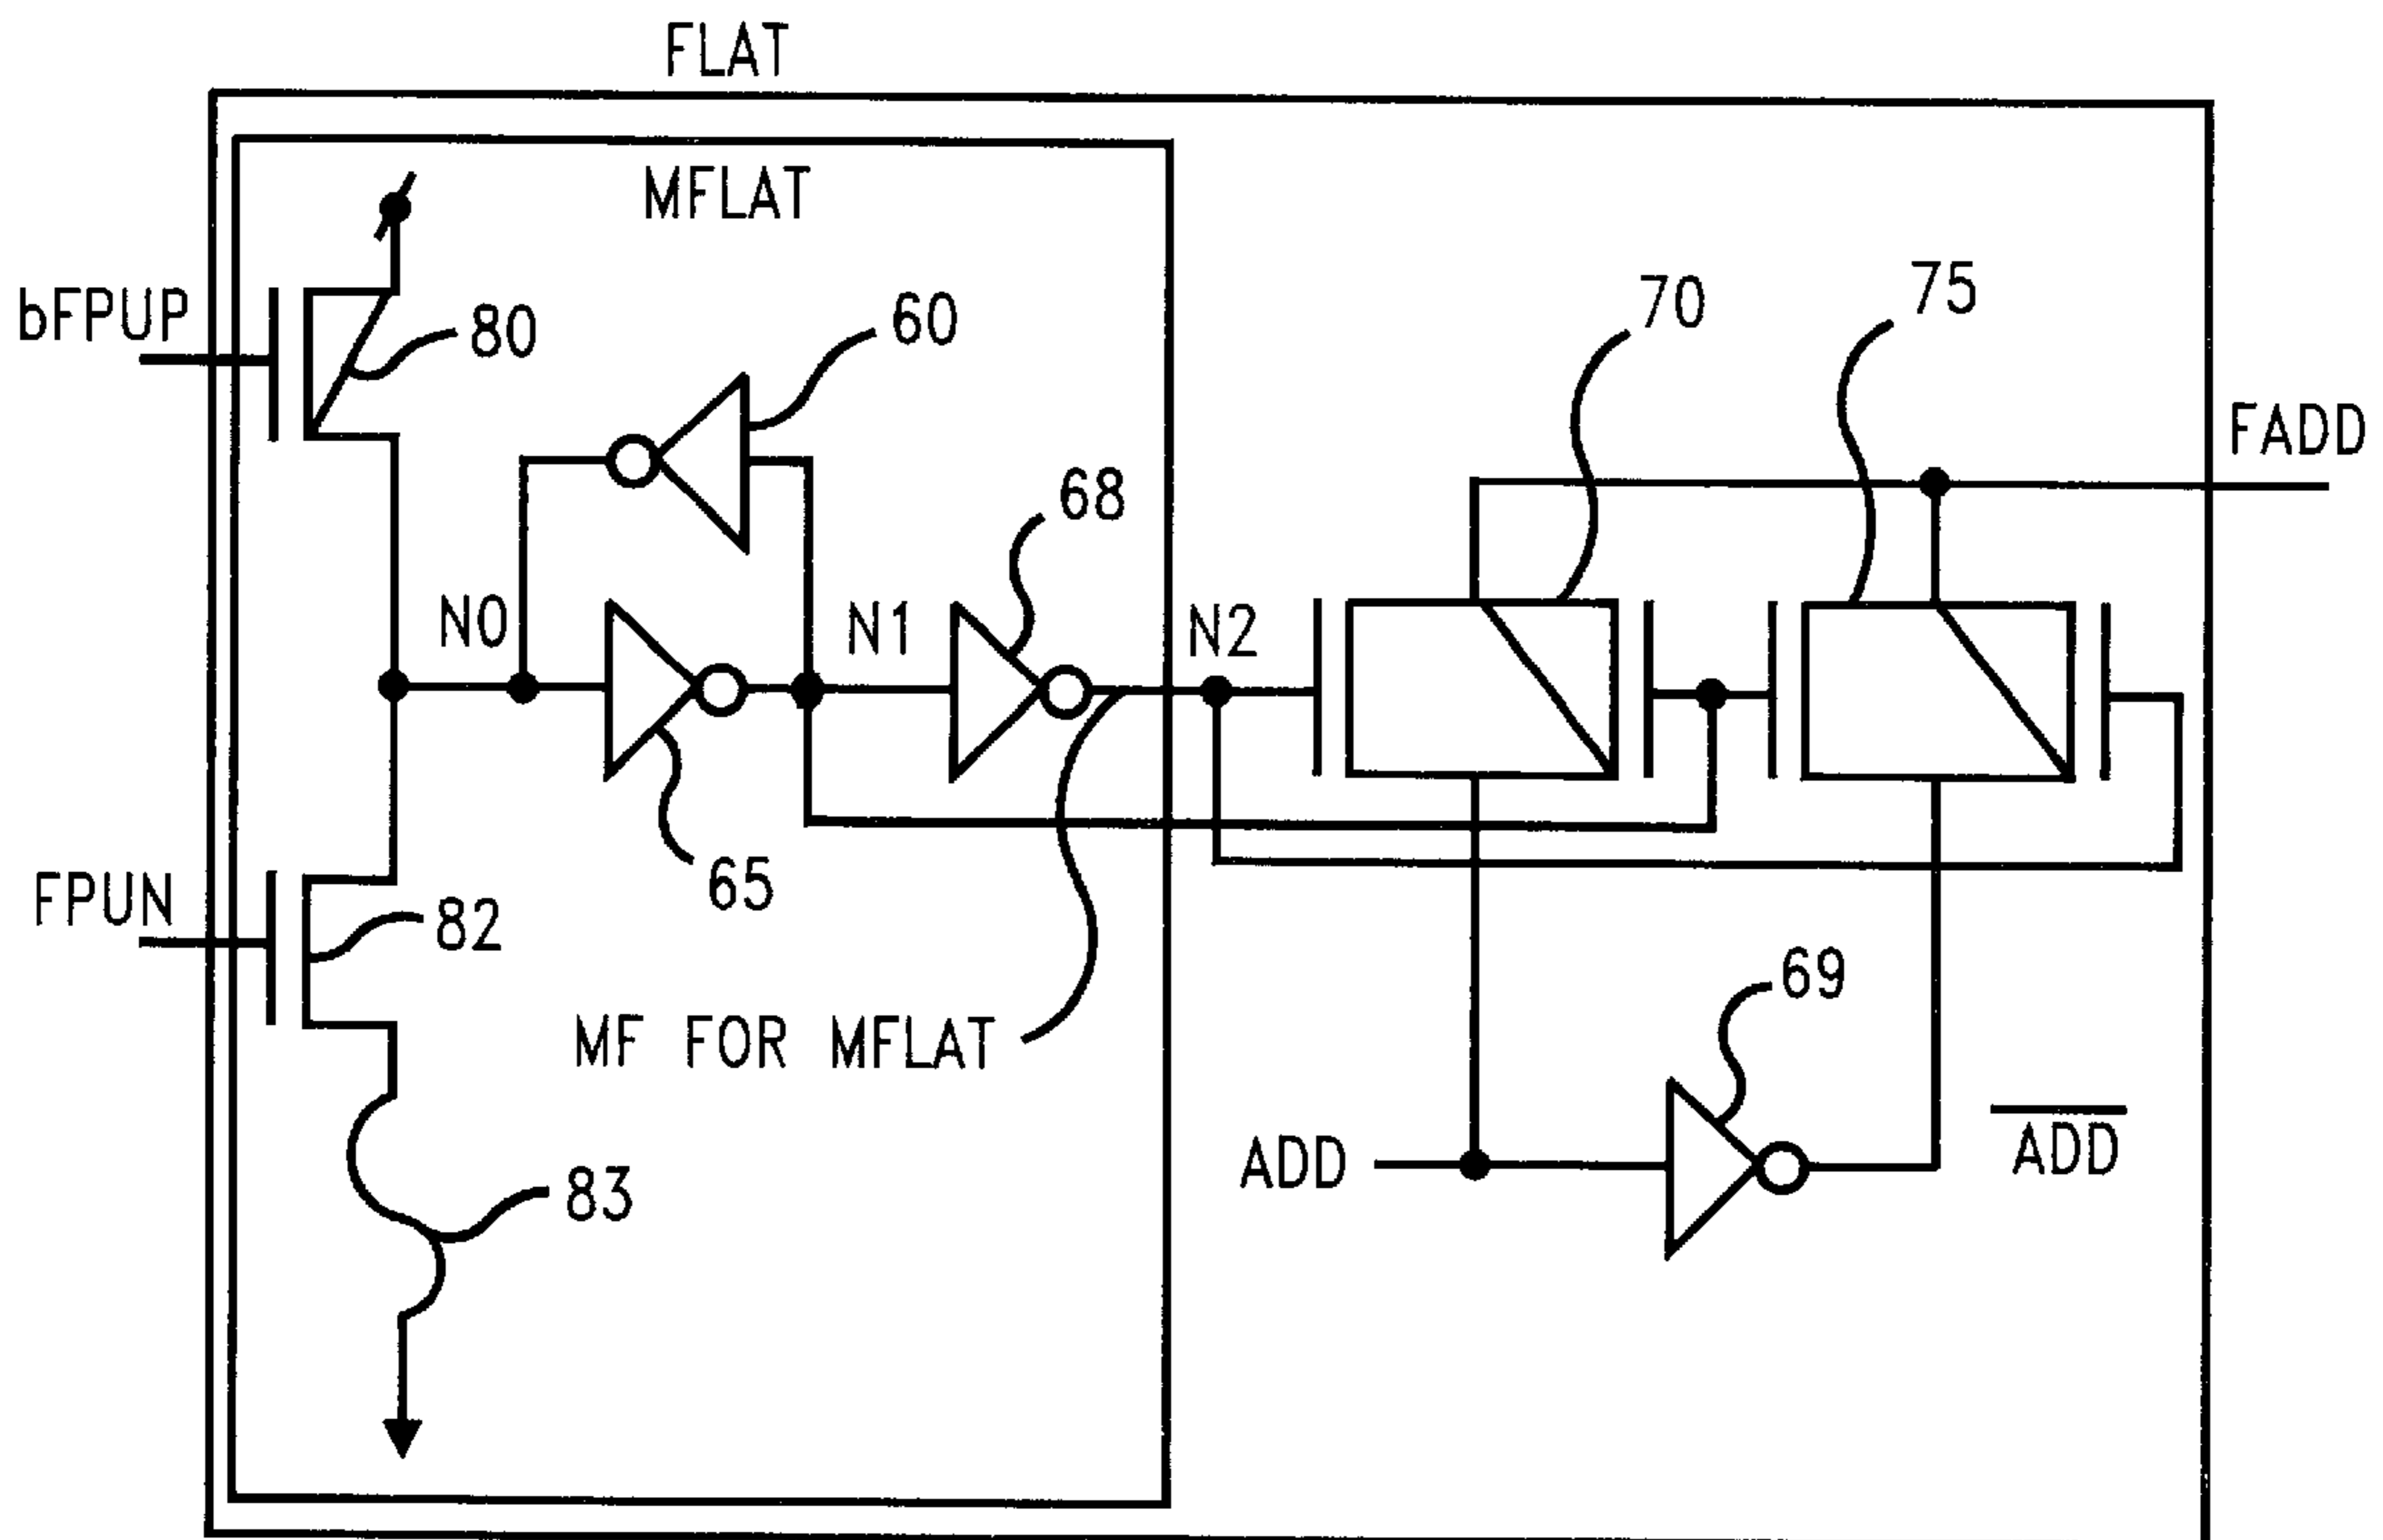 FLAT
MFLAT
bFPUP
80
60
70
75
FADD
68
N0
N1
N2
65
FPUN
82
MF FOR MFLAT
69
ADD
ADD
83